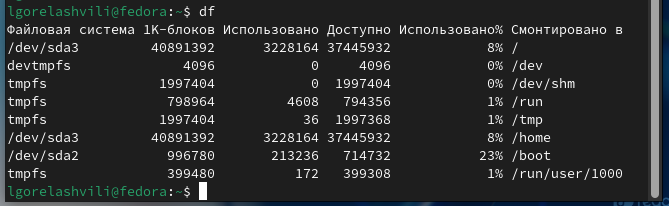 lgorelashvili@fedora:~$ df
Файловая система 1K-блоков Использовано Доступно Использовано% Смонтировано в
/dev/sda3 40891392 3228164 37445932 8% /
devtmpfs 4096 0 4096 0% /dev
tmpfs 1997404 0 1997404 0% /dev/shm
tmpfs 798964 4608 794356 1% /run
tmpfs 1997404 36 1997368 1% /tmp
/dev/sda3 40891392 3228164 37445932 8% /home
/dev/sda2 996780 213236 714732 23% /boot
tmpfs 399480 172 399308 1% /run/user/1000
lgorelashvili@fedora:~$